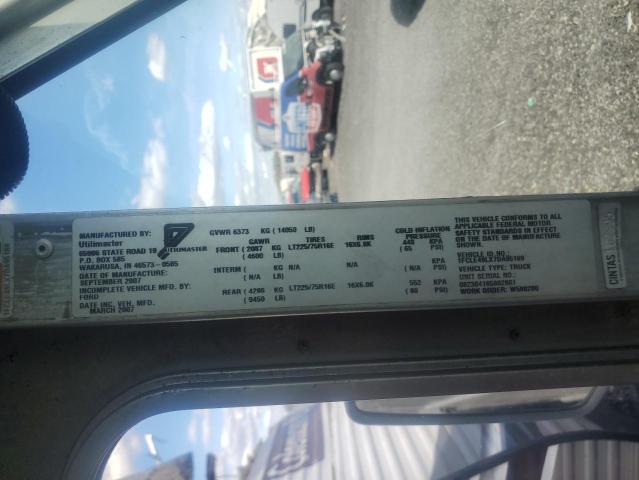 MANUFACTURED BY:
Utilimaster
65906 STATE ROAD 19
P.O. BOX 585
WAKARUSA, IN 46573-0585
DATE OF MANUFACTURE:
SEPTEMBER 2007
INCOMPLETE VEHICLE MFD. BY:
FORD
DATE INC. VEH. MFD.
MARCH 2007
UTILIMASTER
GVWR 6373 KG ( 14050 LB)
GAWR TIRES RIMS COLD INFLATION PRESSURE
FRONT ( 2087 KG LT225/75R16E 16X6.0K 448 KPA
( 4600 LB) ( 65 PSI)
INTERIM ( KG N/A N/A KPA
( N/A LB) ( N/A PSI)
REAR ( 4286 KG LT225/75R16E 16X6.0K 552 KPA
( 9450 LB) ( 80 PSI)
THIS VEHICLE CONFORMS TO ALL
APPLICABLE FEDERAL MOTOR
SAFETY STANDARDS IN EFFECT
ON THE DATE OF MANUFACTURE
SHOWN.
VEHICLE TYPE: TRUCK
UNIT SERIAL NO.:
WORK ORDER:
CINTAS